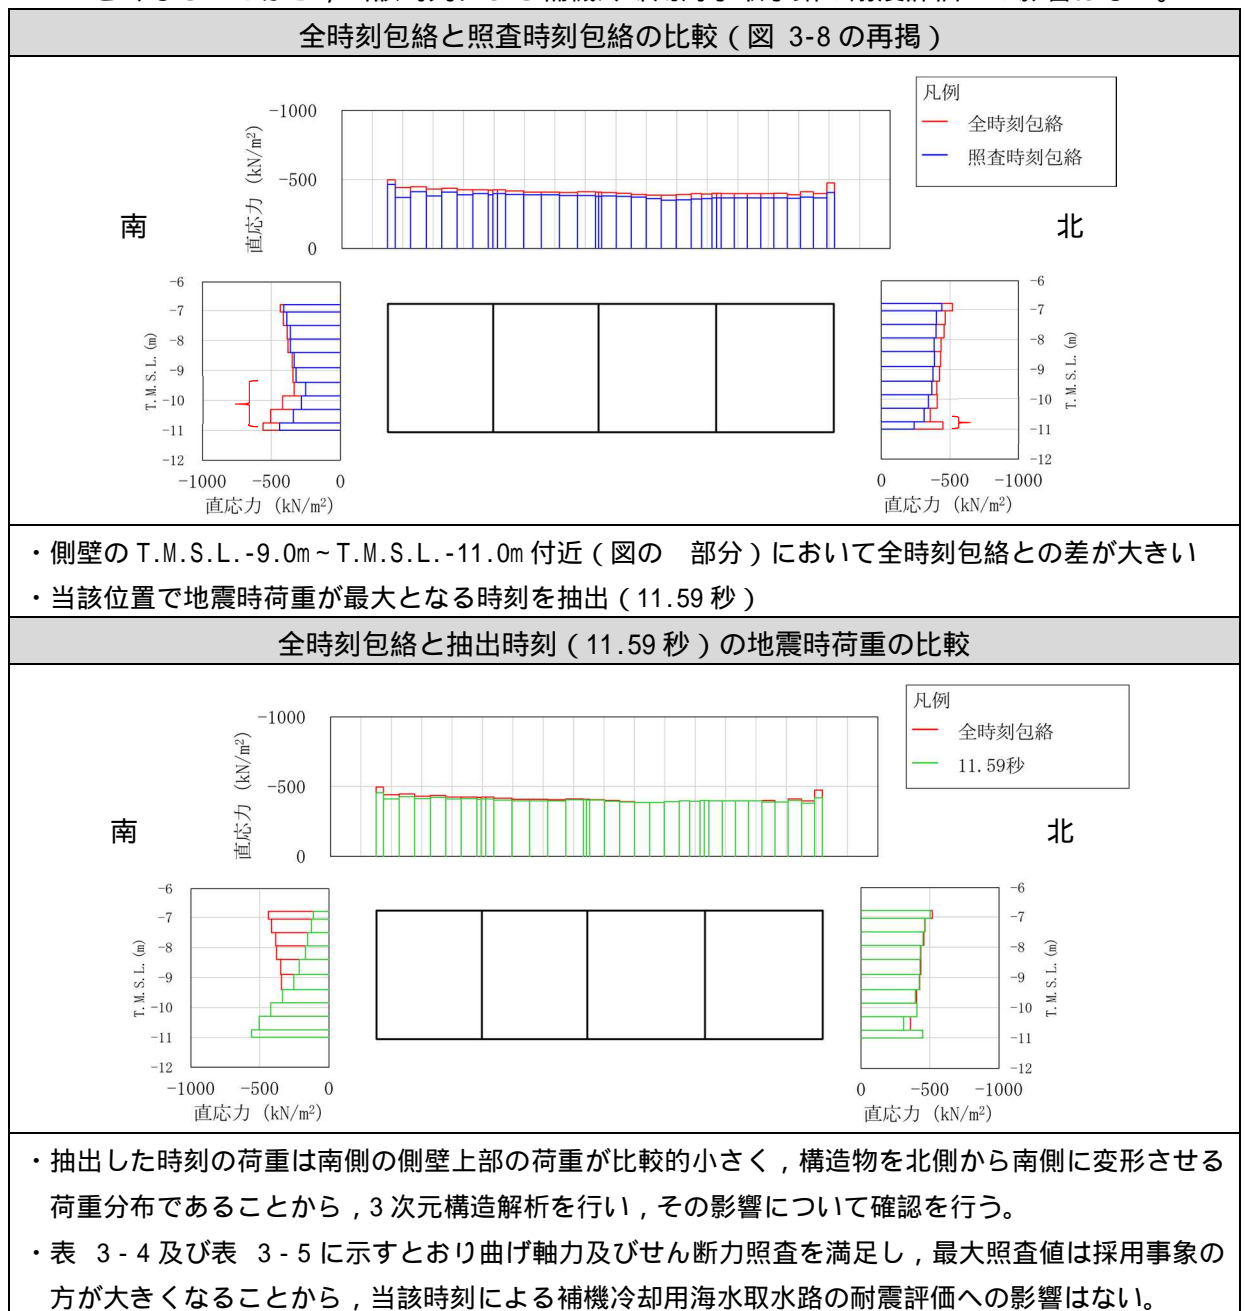 全時刻包絡と照査時刻包絡の比較（図 3-8 の再掲）
凡例
全時刻包絡
照査時刻包絡
-1000
-500
0
直応力 (kN/m²)
南
北
-6
-7
-8
-9
-10
-11
-12
T.M.S.L. (m)
-1000 -500 0
直応力 (kN/m²)
-6
-7
-8
-9
-10
-11
-12
T.M.S.L. (m)
0 -500 -1000
直応力 (kN/m²)
・側壁の T.M.S.L.-9.0m～T.M.S.L.-11.0m 付近（図の 部分）において全時刻包絡との差が大きい
・当該位置で地震時荷重が最大となる時刻を抽出（11.59 秒）
全時刻包絡と抽出時刻（11.59 秒）の地震時荷重の比較
凡例
全時刻包絡
11.59秒
-1000
-500
0
直応力 (kN/m²)
南
北
-6
-7
-8
-9
-10
-11
-12
T.M.S.L. (m)
-1000 -500 0
直応力 (kN/m²)
-6
-7
-8
-9
-10
-11
-12
T.M.S.L. (m)
0 -500 -1000
直応力 (kN/m²)
・抽出した時刻の荷重は南側の側壁上部の荷重が比較的小さく，構造物を北側から南側に変形させる
荷重分布であることから，3 次元構造解析を行い，その影響について確認を行う。
・表 3-4 及び表 3-5 に示すとおり曲げ軸力及びせん断力照査を満足し，最大照査値は採用事象の
方が大きくなることから，当該時刻による補機冷却用海水取水路の耐震評価への影響はない。